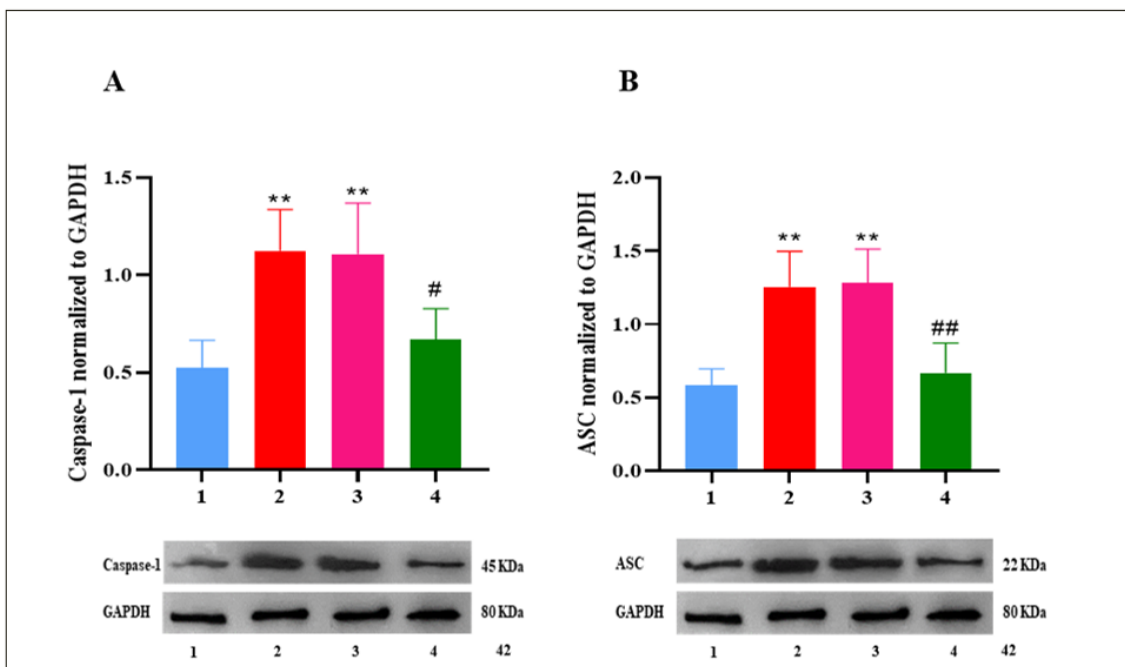 A
Caspase-1 normalized to GAPDH
1.5
1.0
0.5
0.0
**
**
#
1 2 3 4
Caspase-1 45 KDa
GAPDH 80 KDa
1 2 3 4 42
B
ASC normalized to GAPDH
2.0
1.5
1.0
0.5
0.0
**
**
##
1 2 3 4
ASC 22 KDa
GAPDH 80 KDa
1 2 3 4 42